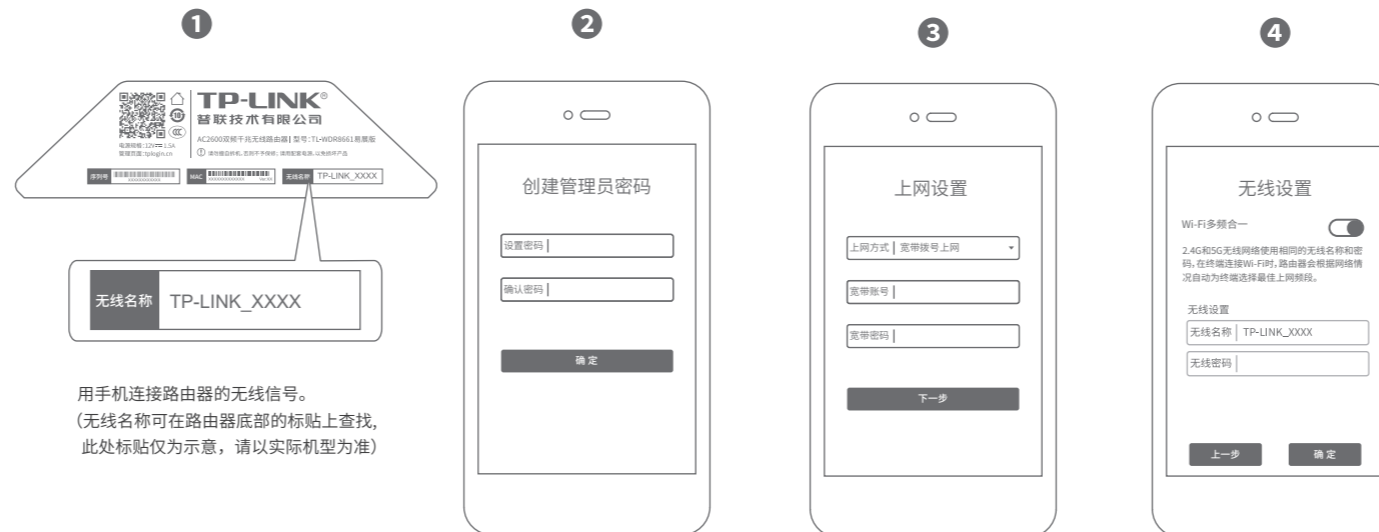 1
TP-LINK®
普联技术有限公司
AC2600双频千兆无线路由器|型号:TL-WDR8661易展版
电源规格:12V⎓1.5A
管理页面:tplogin.cn
序列号
XXXXXXXXXXXXX
MAC
无线名称 TP-LINK_XXXX
无线名称 TP-LINK_XXXX
用手机连接路由器的无线信号。
(无线名称可在路由器底部的标贴上查找,
此处标贴仅为示意，请以实际机型为准)
2
创建管理员密码
设置密码
确认密码
确 定
3
上网设置
上网方式 宽带拨号上网
宽带账号
宽带密码
下一步
4
无线设置
Wi-Fi多频合一
2.4G和5G无线网络使用相同的无线名称和密
码,在终端连接Wi-Fi时,路由器会根据网络情
况自动为终端选择最佳上网频段。
无线设置
无线名称 TP-LINK_XXXX
无线密码
上一步 确 定